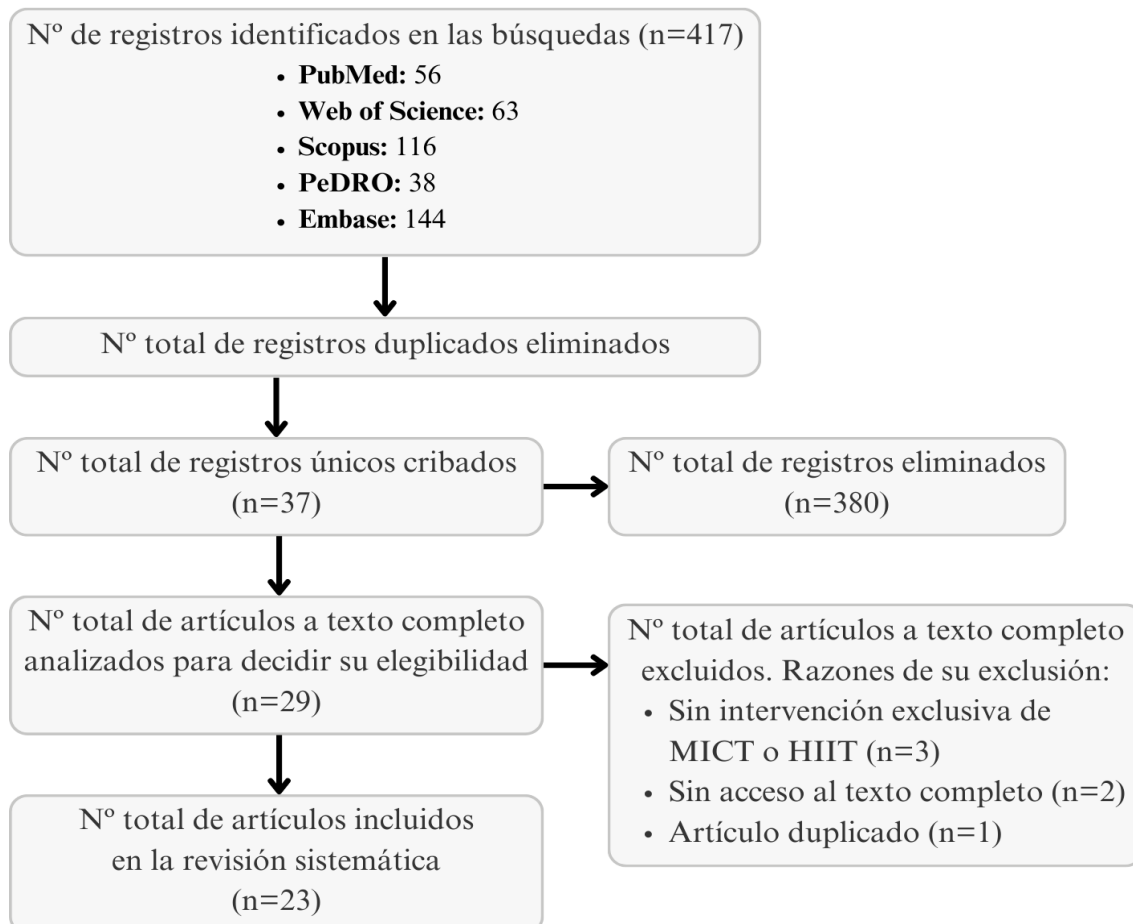 Nº de registros identificados en las búsquedas (n=417)
• PubMed: 56
• Web of Science: 63
• Scopus: 116
• PeDRO: 38
• Embase: 144
Nº total de registros duplicados eliminados
Nº total de registros únicos cribados
(n=37)
Nº total de registros eliminados
(n=380)
Nº total de artículos a texto completo
analizados para decidir su elegibilidad
(n=29)
Nº total de artículos a texto completo
excluidos. Razones de su exclusión:
• Sin intervención exclusiva de
MICT o HIIT (n=3)
• Sin acceso al texto completo (n=2)
• Artículo duplicado (n=1)
Nº total de artículos incluidos
en la revisión sistemática
(n=23)